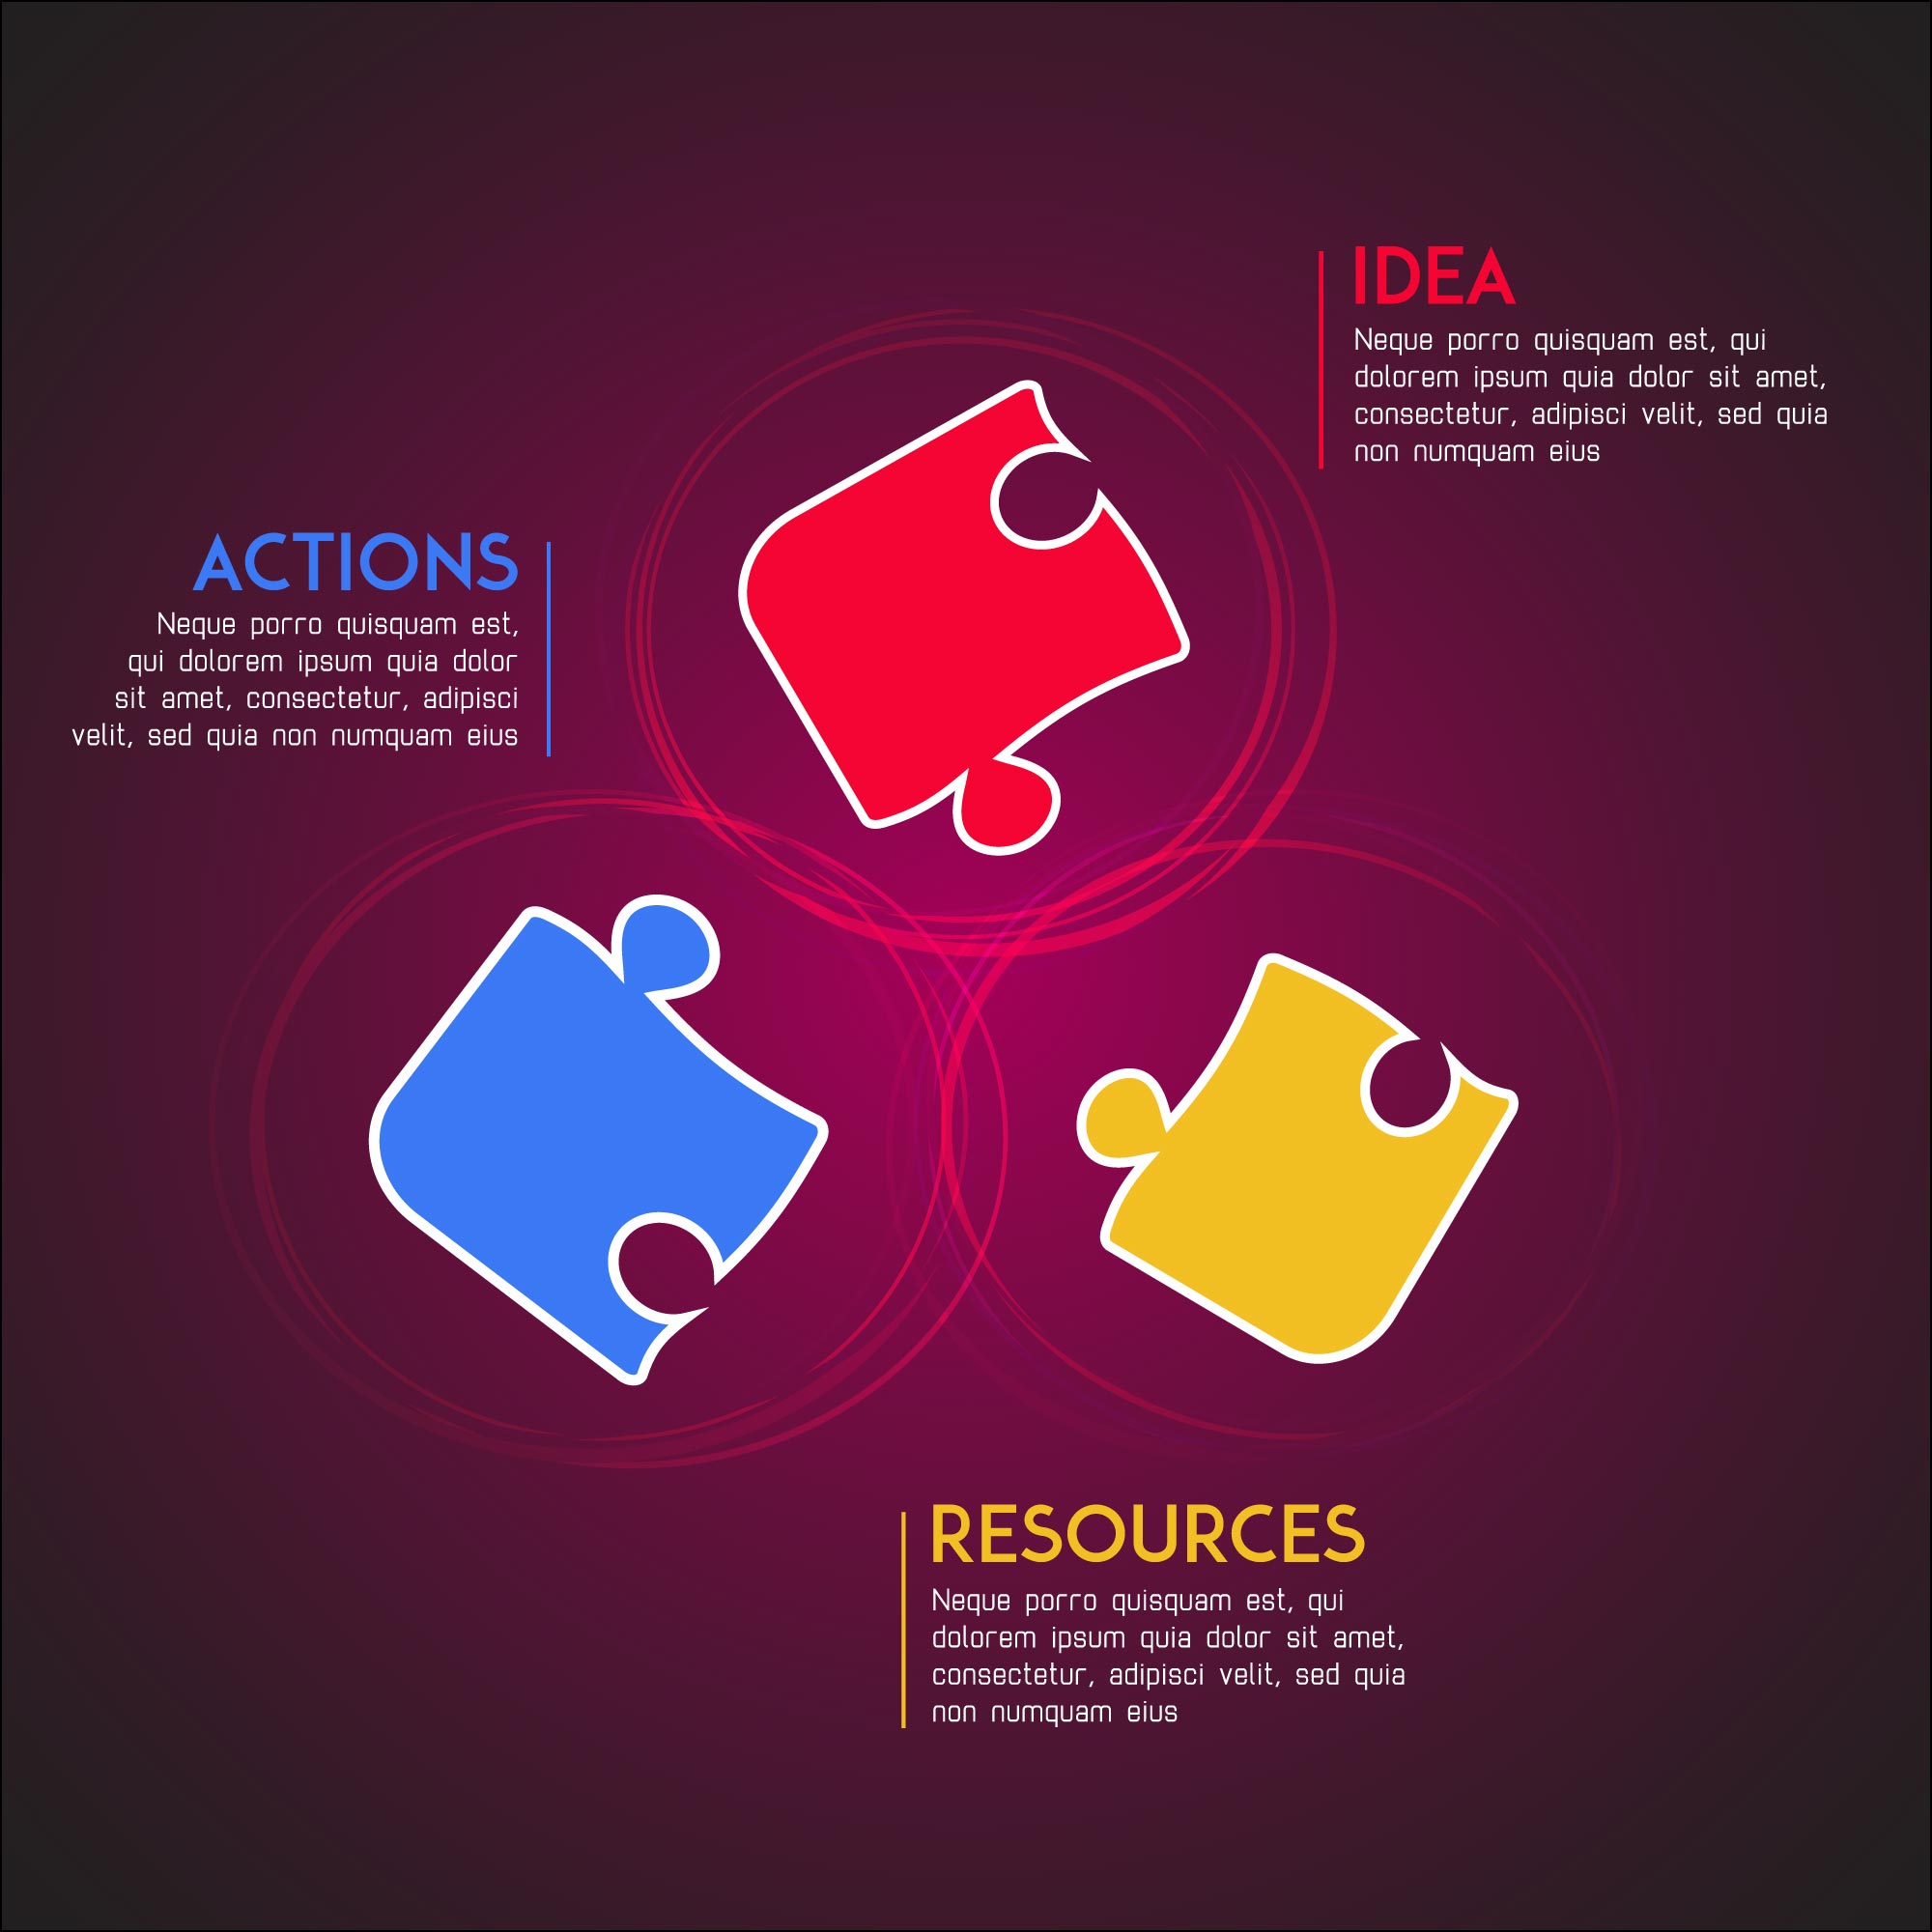 IDEA
Neque porro quisquam est, qui
dolorem ipsum quia dolor sit amet,
consectetur, adipisci velit, sed quia
non numquam eius
ACTIONS
Neque porro quisquam est,
qui dolorem ipsum quia dolor
sit amet, consectetur, adipisci
velit, sed quia non numquam eius
RESOURCES
Neque porro quisquam est, qui
dolorem ipsum quia dolor sit amet,
consectetur, adipisci velit, sed quia
non numquam eius